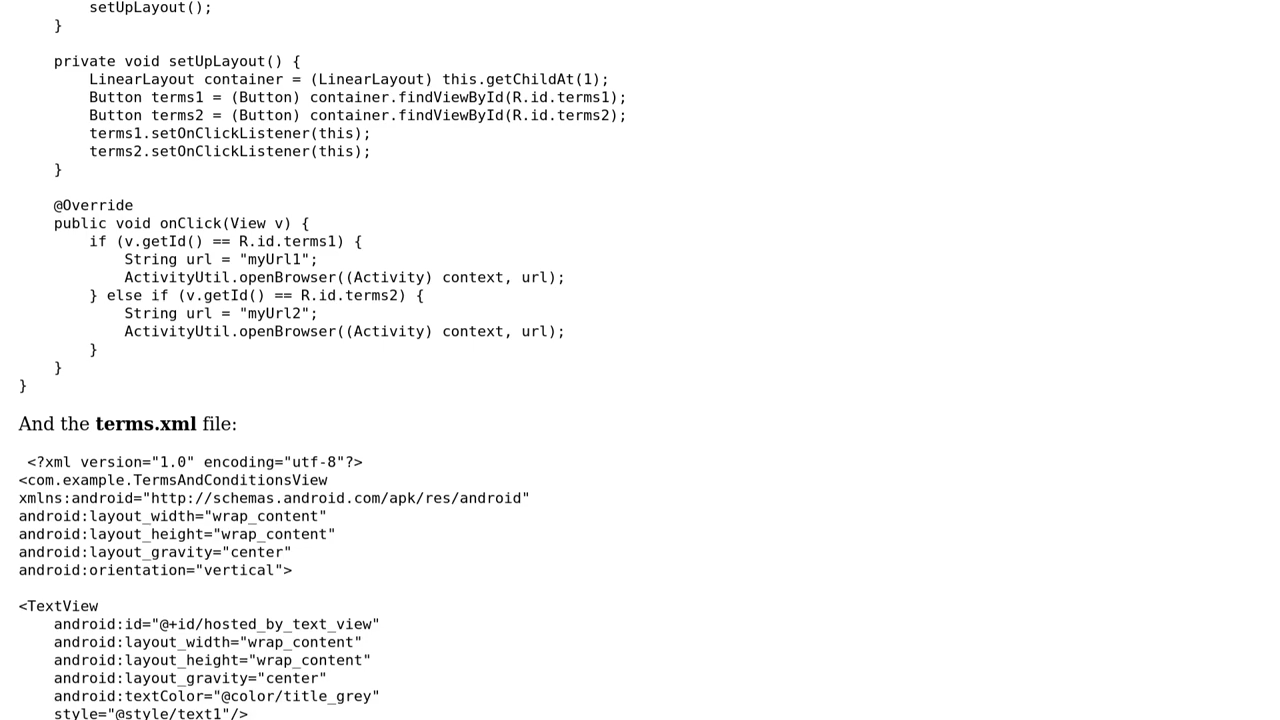 setUpLayout();
    }

    private void setUpLayout() {
        LinearLayout container = (LinearLayout) this.getChildAt(1);
        Button terms1 = (Button) container.findViewById(R.id.terms1);
        Button terms2 = (Button) container.findViewById(R.id.terms2);
        terms1.setOnClickListener(this);
        terms2.setOnClickListener(this);
    }

    @Override
    public void onClick(View v) {
        if (v.getId() == R.id.terms1) {
            String url = "myUrl1";
            ActivityUtil.openBrowser((Activity) context, url);
        } else if (v.getId() == R.id.terms2) {
            String url = "myUrl2";
            ActivityUtil.openBrowser((Activity) context, url);
        }
    }
}
And the terms.xml file:
 <?xml version="1.0" encoding="utf-8"?>
<com.example.TermsAndConditionsView
xmlns:android="http://schemas.android.com/apk/res/android"
android:layout_width="wrap_content"
android:layout_height="wrap_content"
android:layout_gravity="center"
android:orientation="vertical">

<TextView
    android:id="@+id/hosted_by_text_view"
    android:layout_width="wrap_content"
    android:layout_height="wrap_content"
    android:layout_gravity="center"
    android:textColor="@color/title_grey"
    style="@style/text1"/>